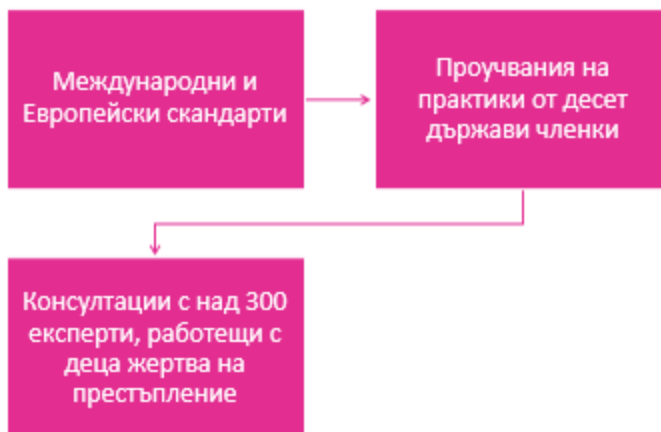 Международни и
Европейски скандарти
Проучвания на
практики от десет
държави членки
Консултации с над 300
експерти, работещи с
деца жертва на
престъпление